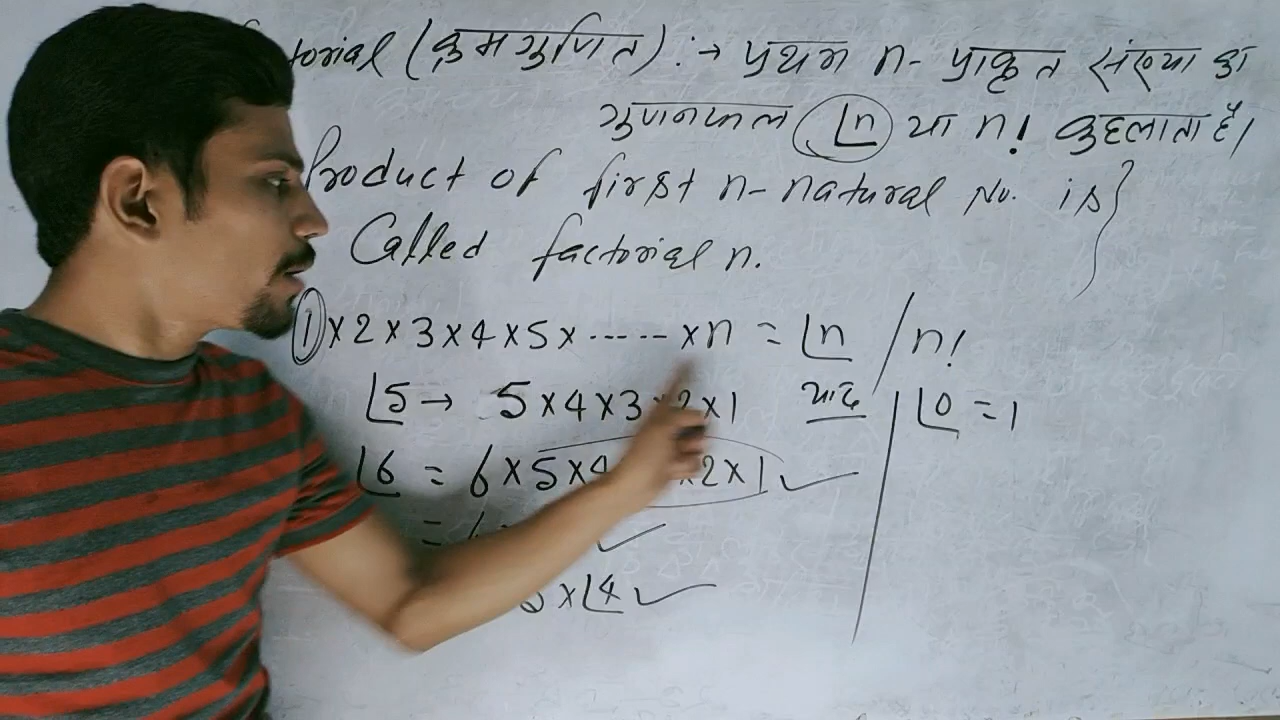 torial (क्रमगुणित) :→ प्रथम n- प्राकृत संख्या का
गुणनफल ⌊n या n! कहलाता है।
Product of first n-natural No. is
Called factorial n.
1×2×3×4×5×-----×n = ⌊n / n!
⌊5 → 5×4×3×2×1 याद ⌊0 = 1
⌊6 = 6×5×4 ×2×1 ✓
= ✓
5×⌊4 ✓